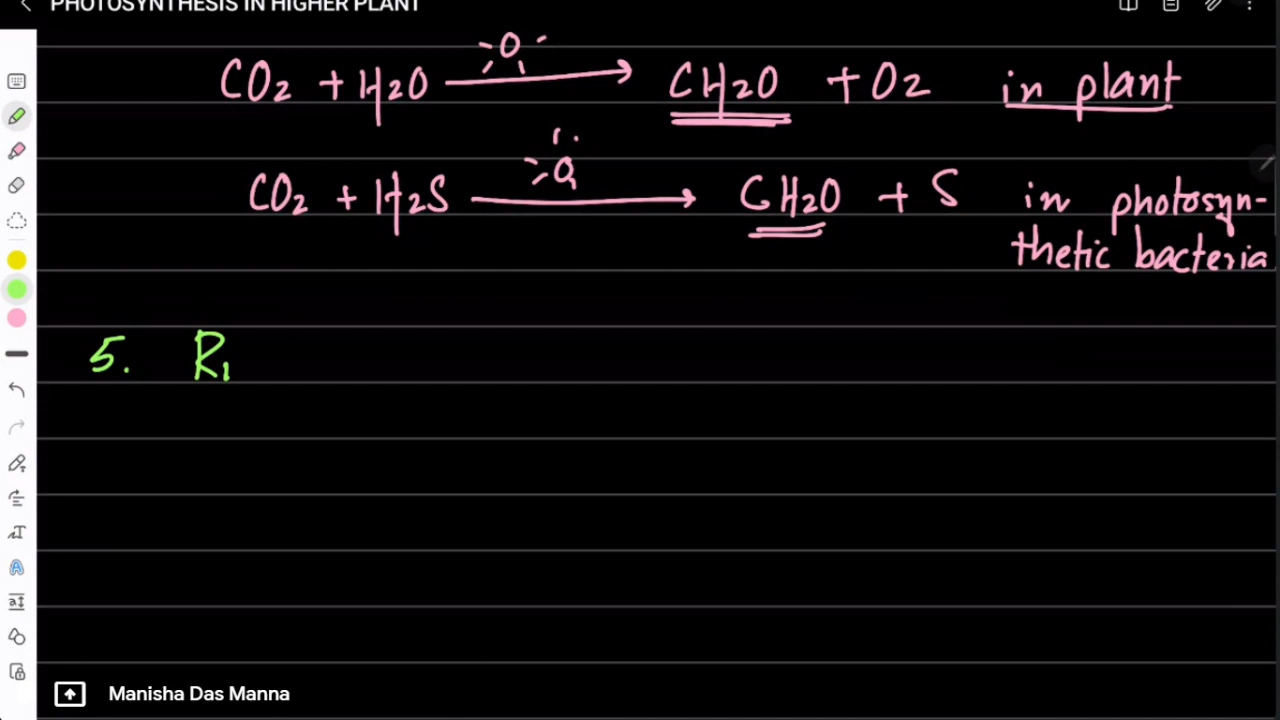 PHOTOSYNTHESIS IN HIGHER PLANT
CO2 + H2O → CH2O + O2 in plant
CO2 + H2S → CH2O + S in photosyn-
thetic bacteria
5. R1
Manisha Das Manna